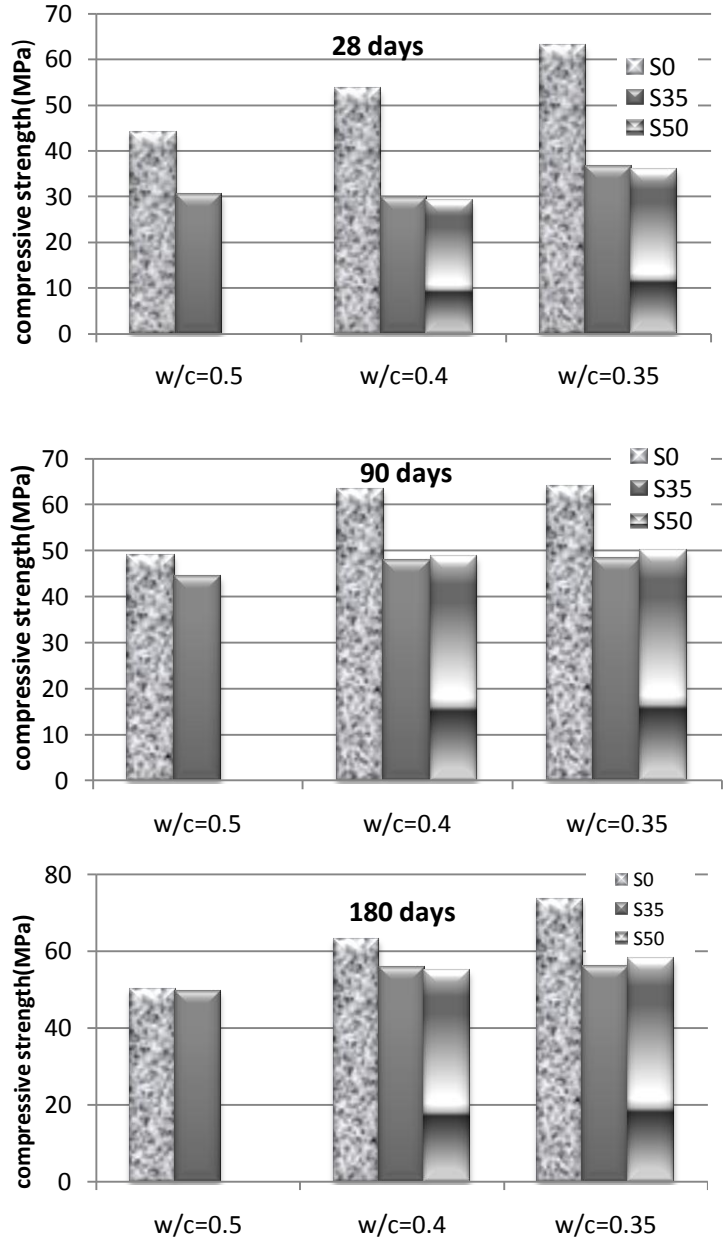 28 days
compressive strength(MPa)
70
60
50
40
30
20
10
0
S0
S35
S50
w/c=0.5 w/c=0.4 w/c=0.35
90 days
compressive strength(MPa)
70
60
50
40
30
20
10
0
S0
S35
S50
w/c=0.5 w/c=0.4 w/c=0.35
180 days
compressive strength(MPa)
80
60
40
20
0
S0
S35
S50
w/c=0.5 w/c=0.4 w/c=0.35